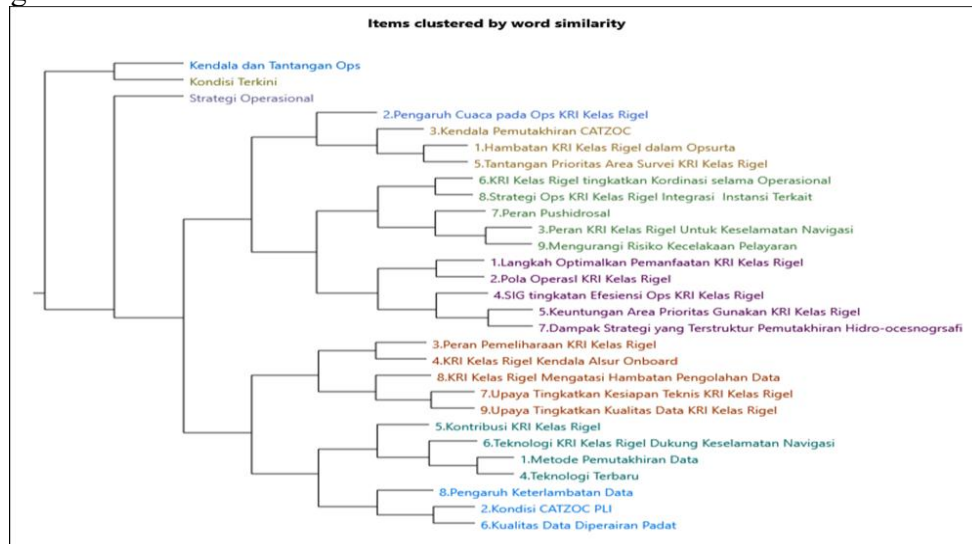 Items clustered by word similarity
Kendala dan Tantangan Ops
Kondisi Terkini
Strategi Operasional
2.Pengaruh Cuaca pada Ops KRI Kelas Rigel
3.Kendala Pemutakhiran CATZOC
1.Hambatan KRI Kelas Rigel dalam Opsurta
5.Tantangan Prioritas Area Survei KRI Kelas Rigel
6.KRI Kelas Rigel tingkatkan Kordinasi selama Operasional
8.Strategi Ops KRI Kelas Rigel Integrasi Instansi Terkait
7.Peran Pushidrosal
3.Peran KRI Kelas Rigel Untuk Keselamatan Navigasi
9.Mengurangi Risiko Kecelakaan Pelayaran
1.Langkah Optimalkan Pemanfaatan KRI Kelas Rigel
2.Pola Operasl KRI Kelas Rigel
4.SIG tingkatan Efesiensi Ops KRI Kelas Rigel
5.Keuntungan Area Prioritas Gunakan KRI Kelas Rigel
7.Dampak Strategi yang Terstruktur Pemutakhiran Hidro-ocesnogrsafi
3.Peran Pemeliharaan KRI Kelas Rigel
4.KRI Kelas Rigel Kendala Alsur Onboard
8.KRI Kelas Rigel Mengatasi Hambatan Pengolahan Data
7.Upaya Tingkatkan Kesiapan Teknis KRI Kelas Rigel
9.Upaya Tingkatkan Kualitas Data KRI Kelas Rigel
5.Kontribusi KRI Kelas Rigel
6.Teknologi KRI Kelas Rigel Dukung Keselamatan Navigasi
1.Metode Pemutakhiran Data
4.Teknologi Terbaru
8.Pengaruh Keterlambatan Data
2.Kondisi CATZOC PLI
6.Kualitas Data Diperairan Padat